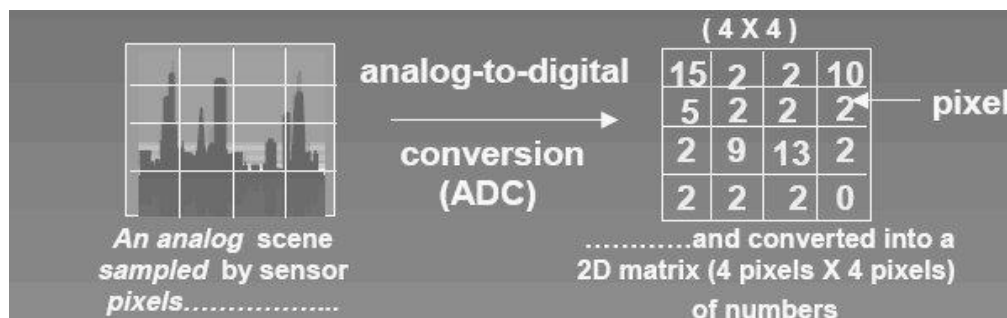 ( 4 X 4 )
analog-to-digital
conversion
(ADC)
15 2 2 10
5 2 2 2
2 9 13 2
2 2 2 0
pixel
An analog scene
sampled by sensor
pixels...................
............and converted into a
2D matrix (4 pixels X 4 pixels)
of numbers